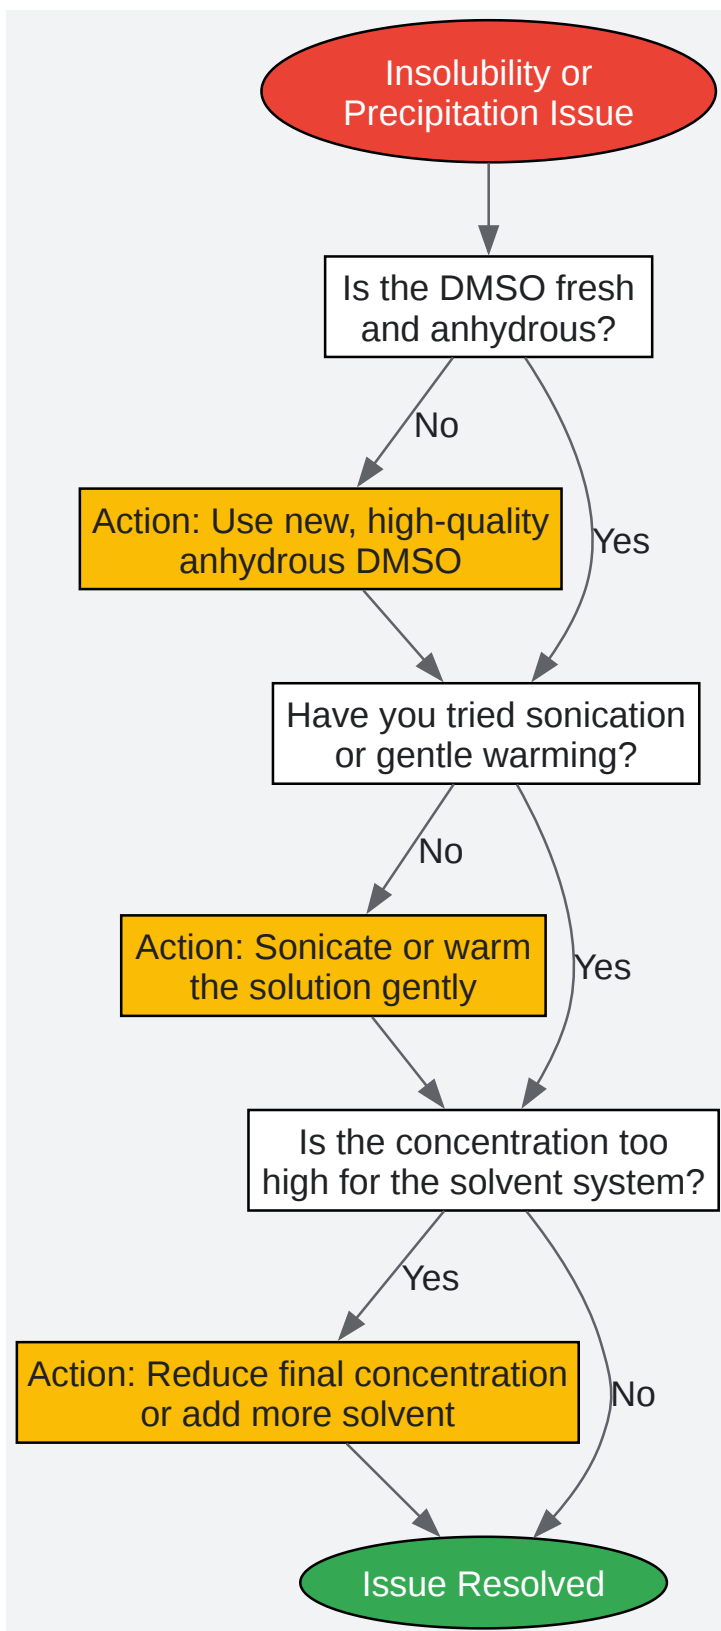 Insolubility or
Precipitation Issue
Is the DMSO fresh
and anhydrous?
No
Action: Use new, high-quality
anhydrous DMSO
Yes
Have you tried sonication
or gentle warming?
No
Action: Sonicate or warm
the solution gently
Yes
Is the concentration too
high for the solvent system?
Yes
Action: Reduce final concentration
or add more solvent
No
Issue Resolved